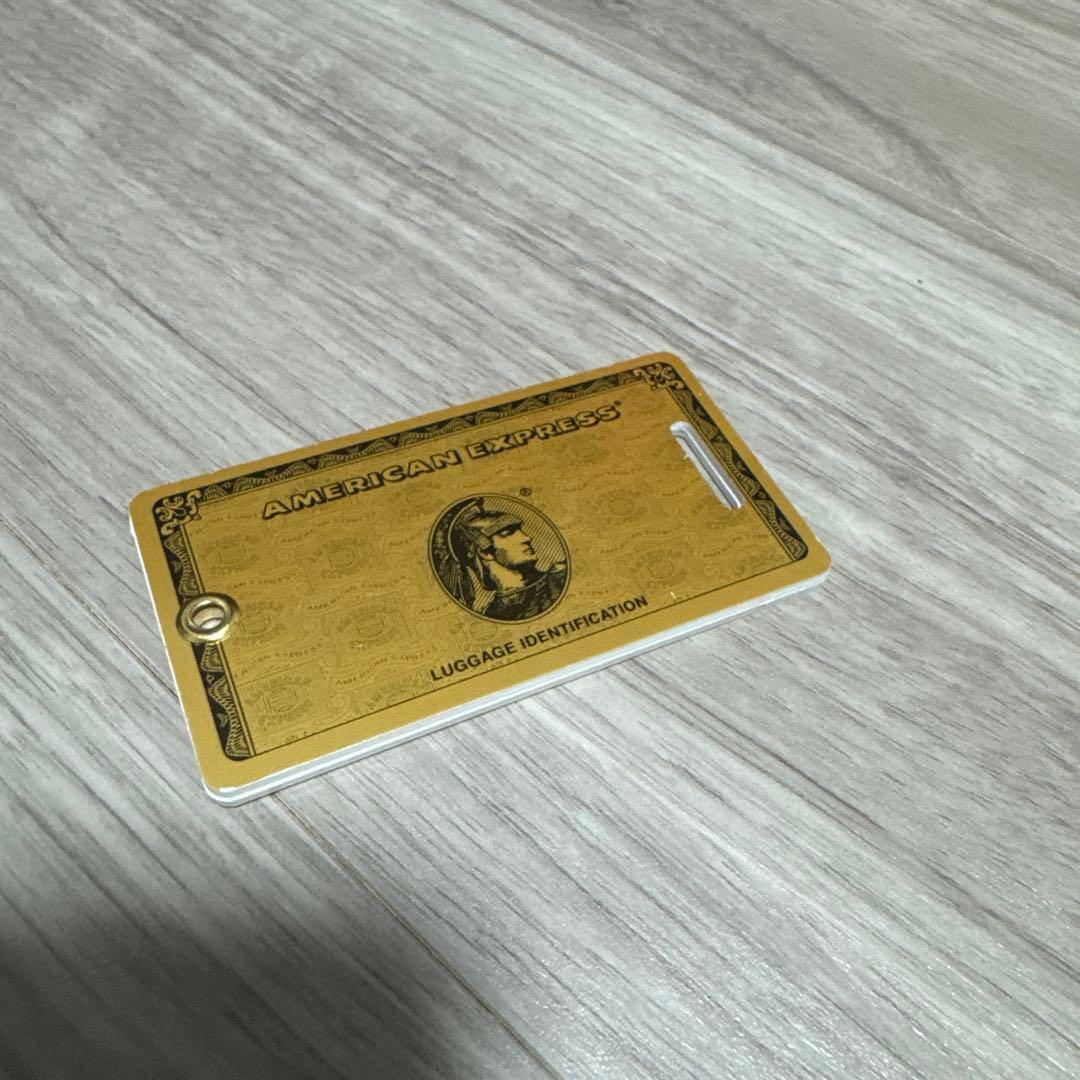 AMERICAN EXPRESS®
®
LUGGAGE IDENTIFICATION